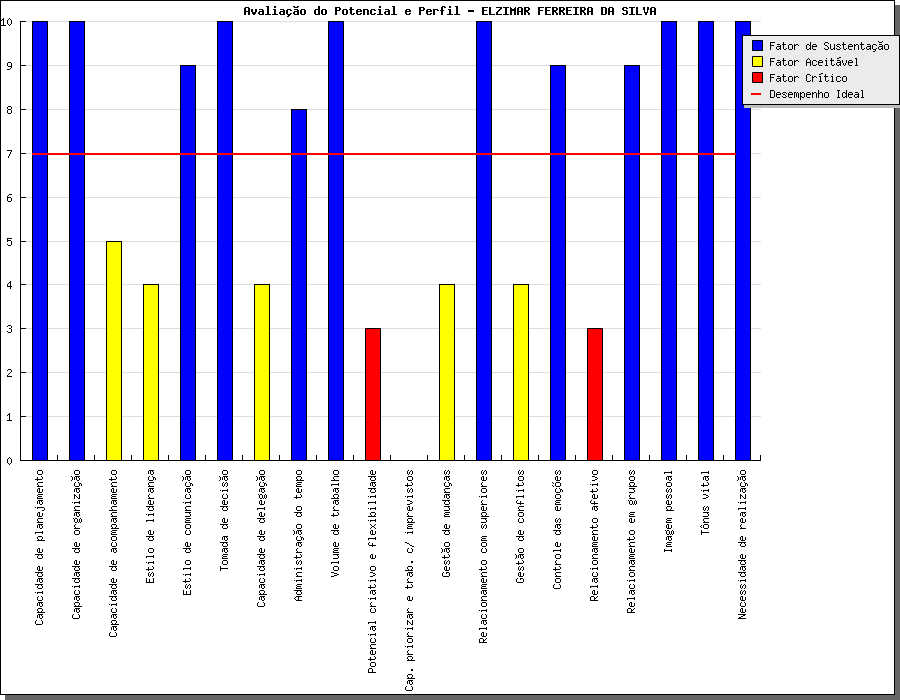 Avaliação do Potencial e Perfil - ELZIMAR FERREIRA DA SILVA
Fator de Sustentação
Fator Aceitável
Fator Crítico
Desempenho Ideal
10
9
8
7
6
5
4
3
2
1
0
Capacidade de planejamento
Capacidade de organização
Capacidade de acompanhamento
Estilo de liderança
Estilo de comunicação
Tomada de decisão
Capacidade de delegação
Administração do tempo
Volume de trabalho
Potencial criativo e flexibilidade
Cap. priorizar e trab. c/ imprevistos
Gestão de mudanças
Relacionamento com superiores
Gestão de conflitos
Controle das emoções
Relacionamento afetivo
Relacionamento em grupos
Imagem pessoal
Tônus vital
Necessidade de realização